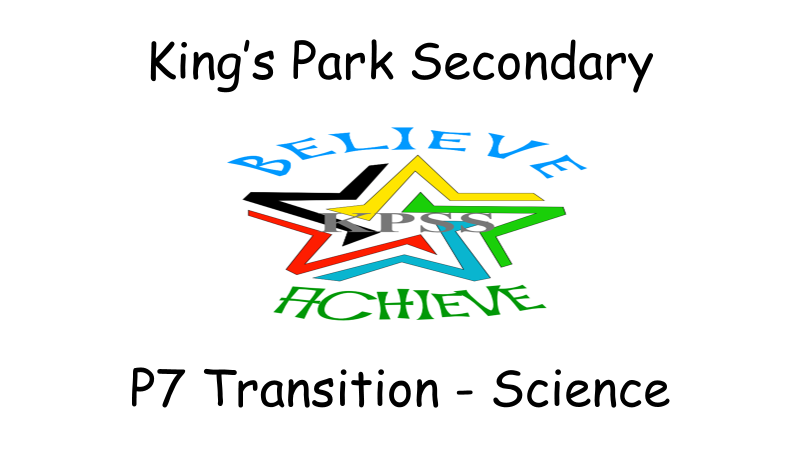 King's Park Secondary
BELIEVE
KPSS
ACHIEVE
P7 Transition - Science